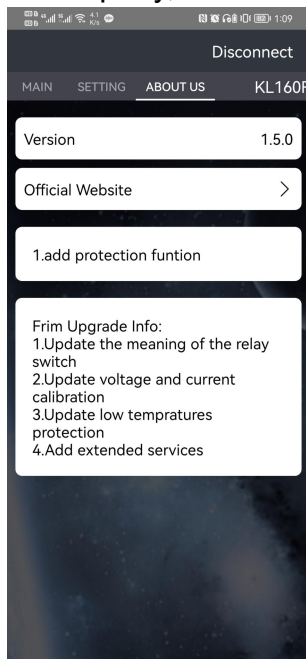 4.1
K/s
1:09
Disconnect
MAIN SETTING ABOUT US KL160F
Version 1.5.0
Official Website
1.add protection funtion
Frim Upgrade Info:
1.Update the meaning of the relay
switch
2.Update voltage and current
calibration
3.Update low tempratures
protection
4.Add extended services